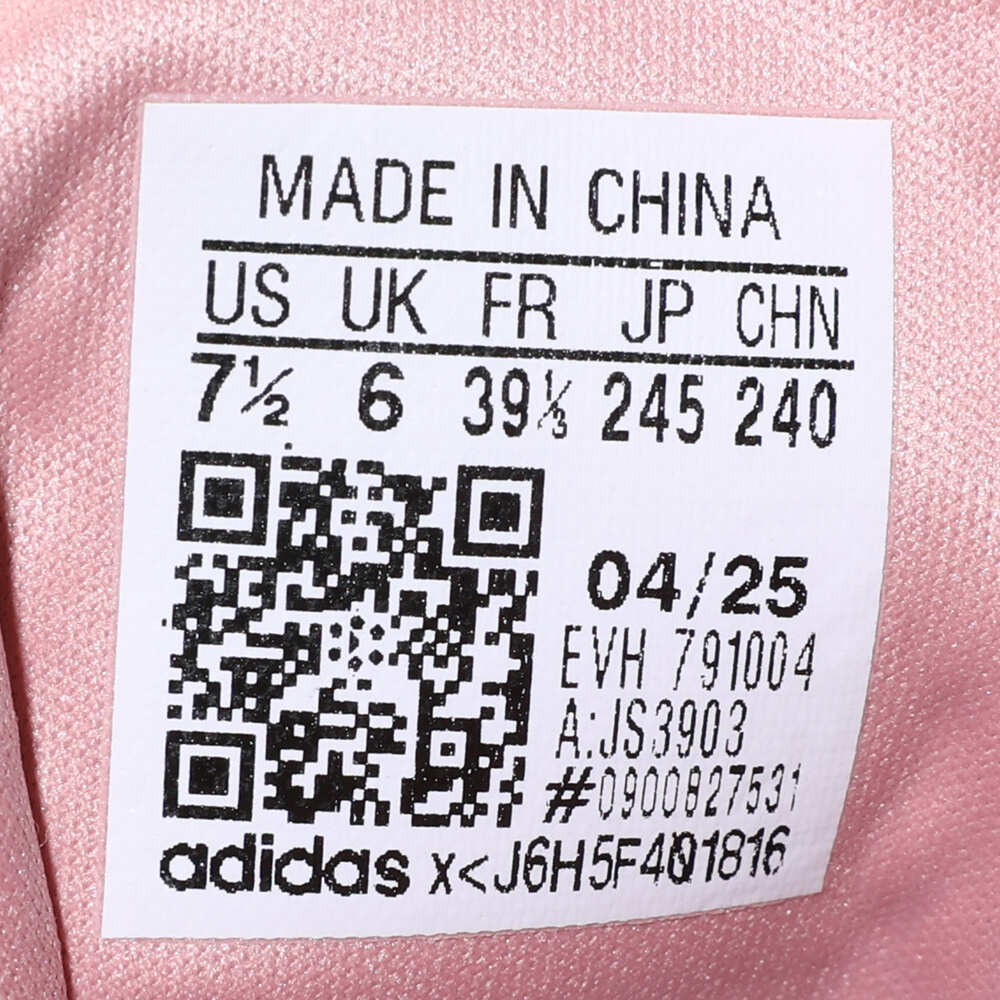 MADE IN CHINA
US UK FR JP CHN
7½ 6 39⅓ 245 240
04/25
EVH 791004
A:JS3903
#0900827531
adidas X<J6H5F4Q1816